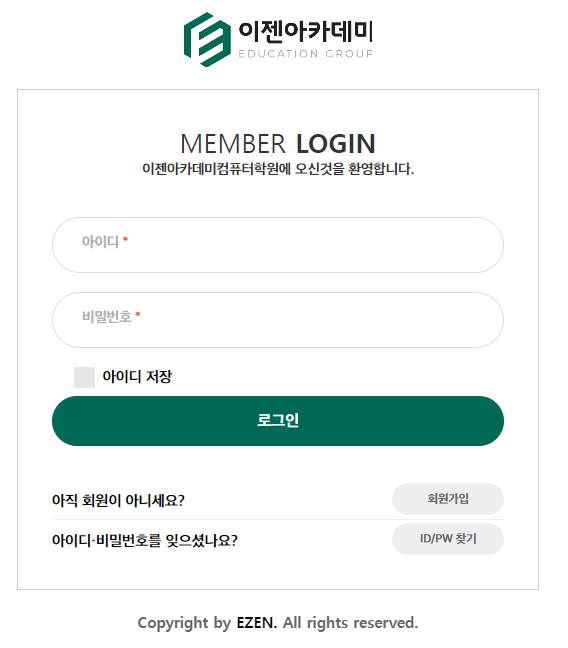 이젠아카데미
EDUCATION GROUP
MEMBER LOGIN
이젠아카데미컴퓨터학원에 오신것을 환영합니다.
아이디 *
비밀번호 *
아이디 저장
로그인
아직 회원이 아니세요?
회원가입
아이디·비밀번호를 잊으셨나요?
ID/PW 찾기
Copyright by EZEN. All rights reserved.